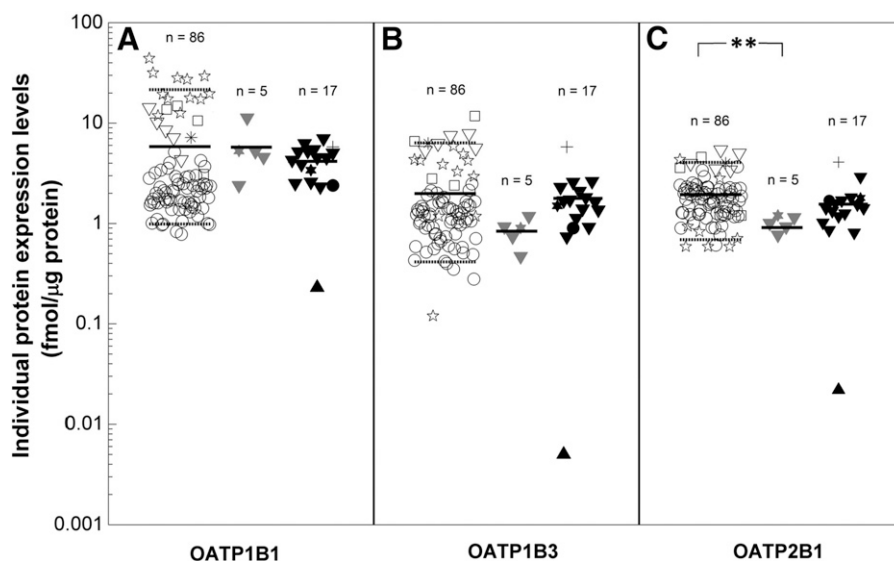 Individual protein expression levels
(fmol/µg protein)
100
10
1
0.1
0.01
0.001
A
n = 86
n = 5
n = 17
OATP1B1
B
n = 86
n = 5
n = 17
OATP1B3
C
**
n = 86
n = 5
n = 17
OATP2B1